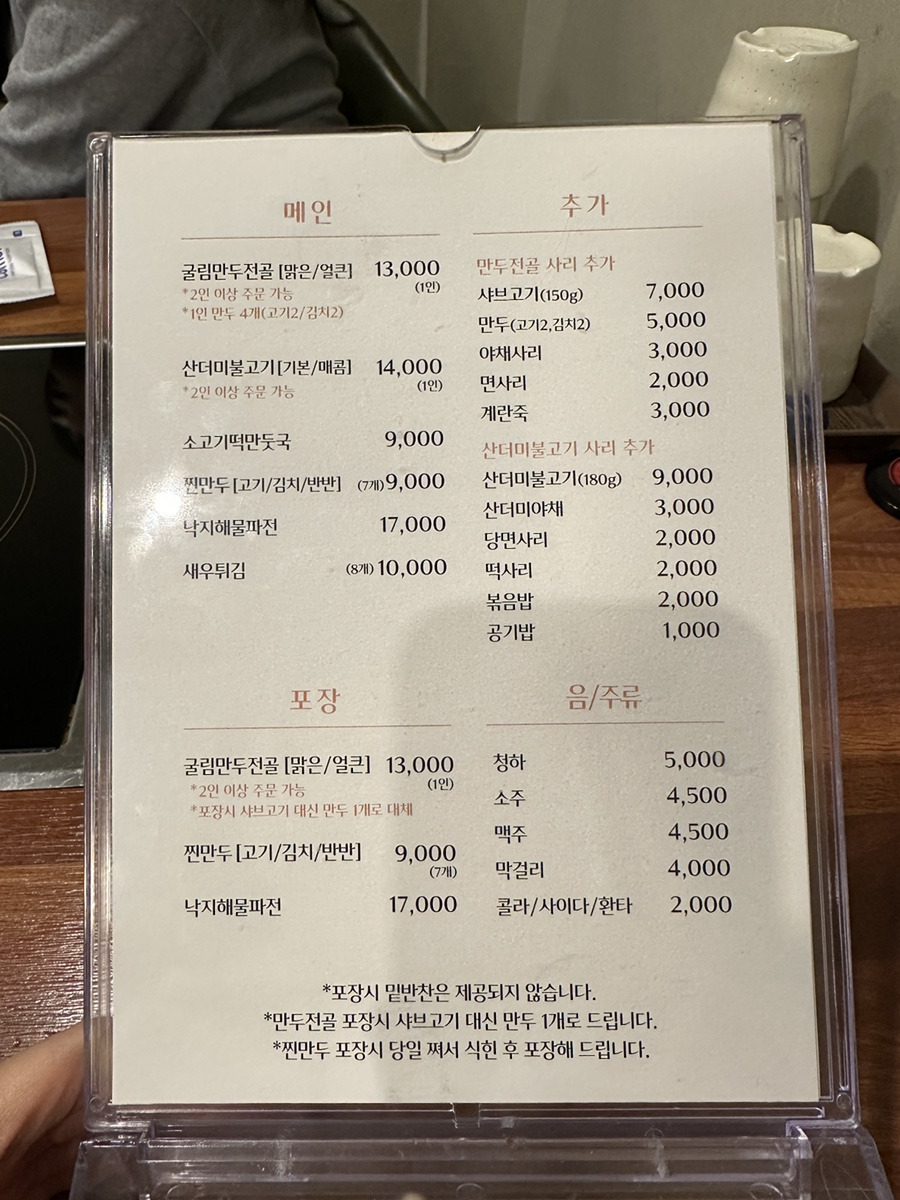 메인
굴림만두전골 [맑은/얼큰] 13,000
(1인)
*2인 이상 주문 가능
*1인 만두 4개(고기2/김치2)
산더미불고기 [기본/매콤] 14,000
(1인)
*2인 이상 주문 가능
소고기떡만둣국 9,000
찐만두 [고기/김치/반반] (7개) 9,000
낙지해물파전 17,000
새우튀김 (8개) 10,000
추가
만두전골 사리 추가
샤브고기(150g) 7,000
만두(고기2,김치2) 5,000
야채사리 3,000
면사리 2,000
계란죽 3,000
산더미불고기 사리 추가
산더미불고기(180g) 9,000
산더미야채 3,000
당면사리 2,000
떡사리 2,000
볶음밥 2,000
공기밥 1,000
포장
굴림만두전골 [맑은/얼큰] 13,000
(1인)
*2인 이상 주문 가능
*포장시 샤브고기 대신 만두 1개로 대체
찐만두 [고기/김치/반반] 9,000
(7개)
낙지해물파전 17,000
음/주류
청하 5,000
소주 4,500
맥주 4,500
막걸리 4,000
콜라/사이다/환타 2,000
*포장시 밑반찬은 제공되지 않습니다.
*만두전골 포장시 샤브고기 대신 만두 1개로 드립니다.
*찐만두 포장시 당일 쪄서 식힌 후 포장해 드립니다.